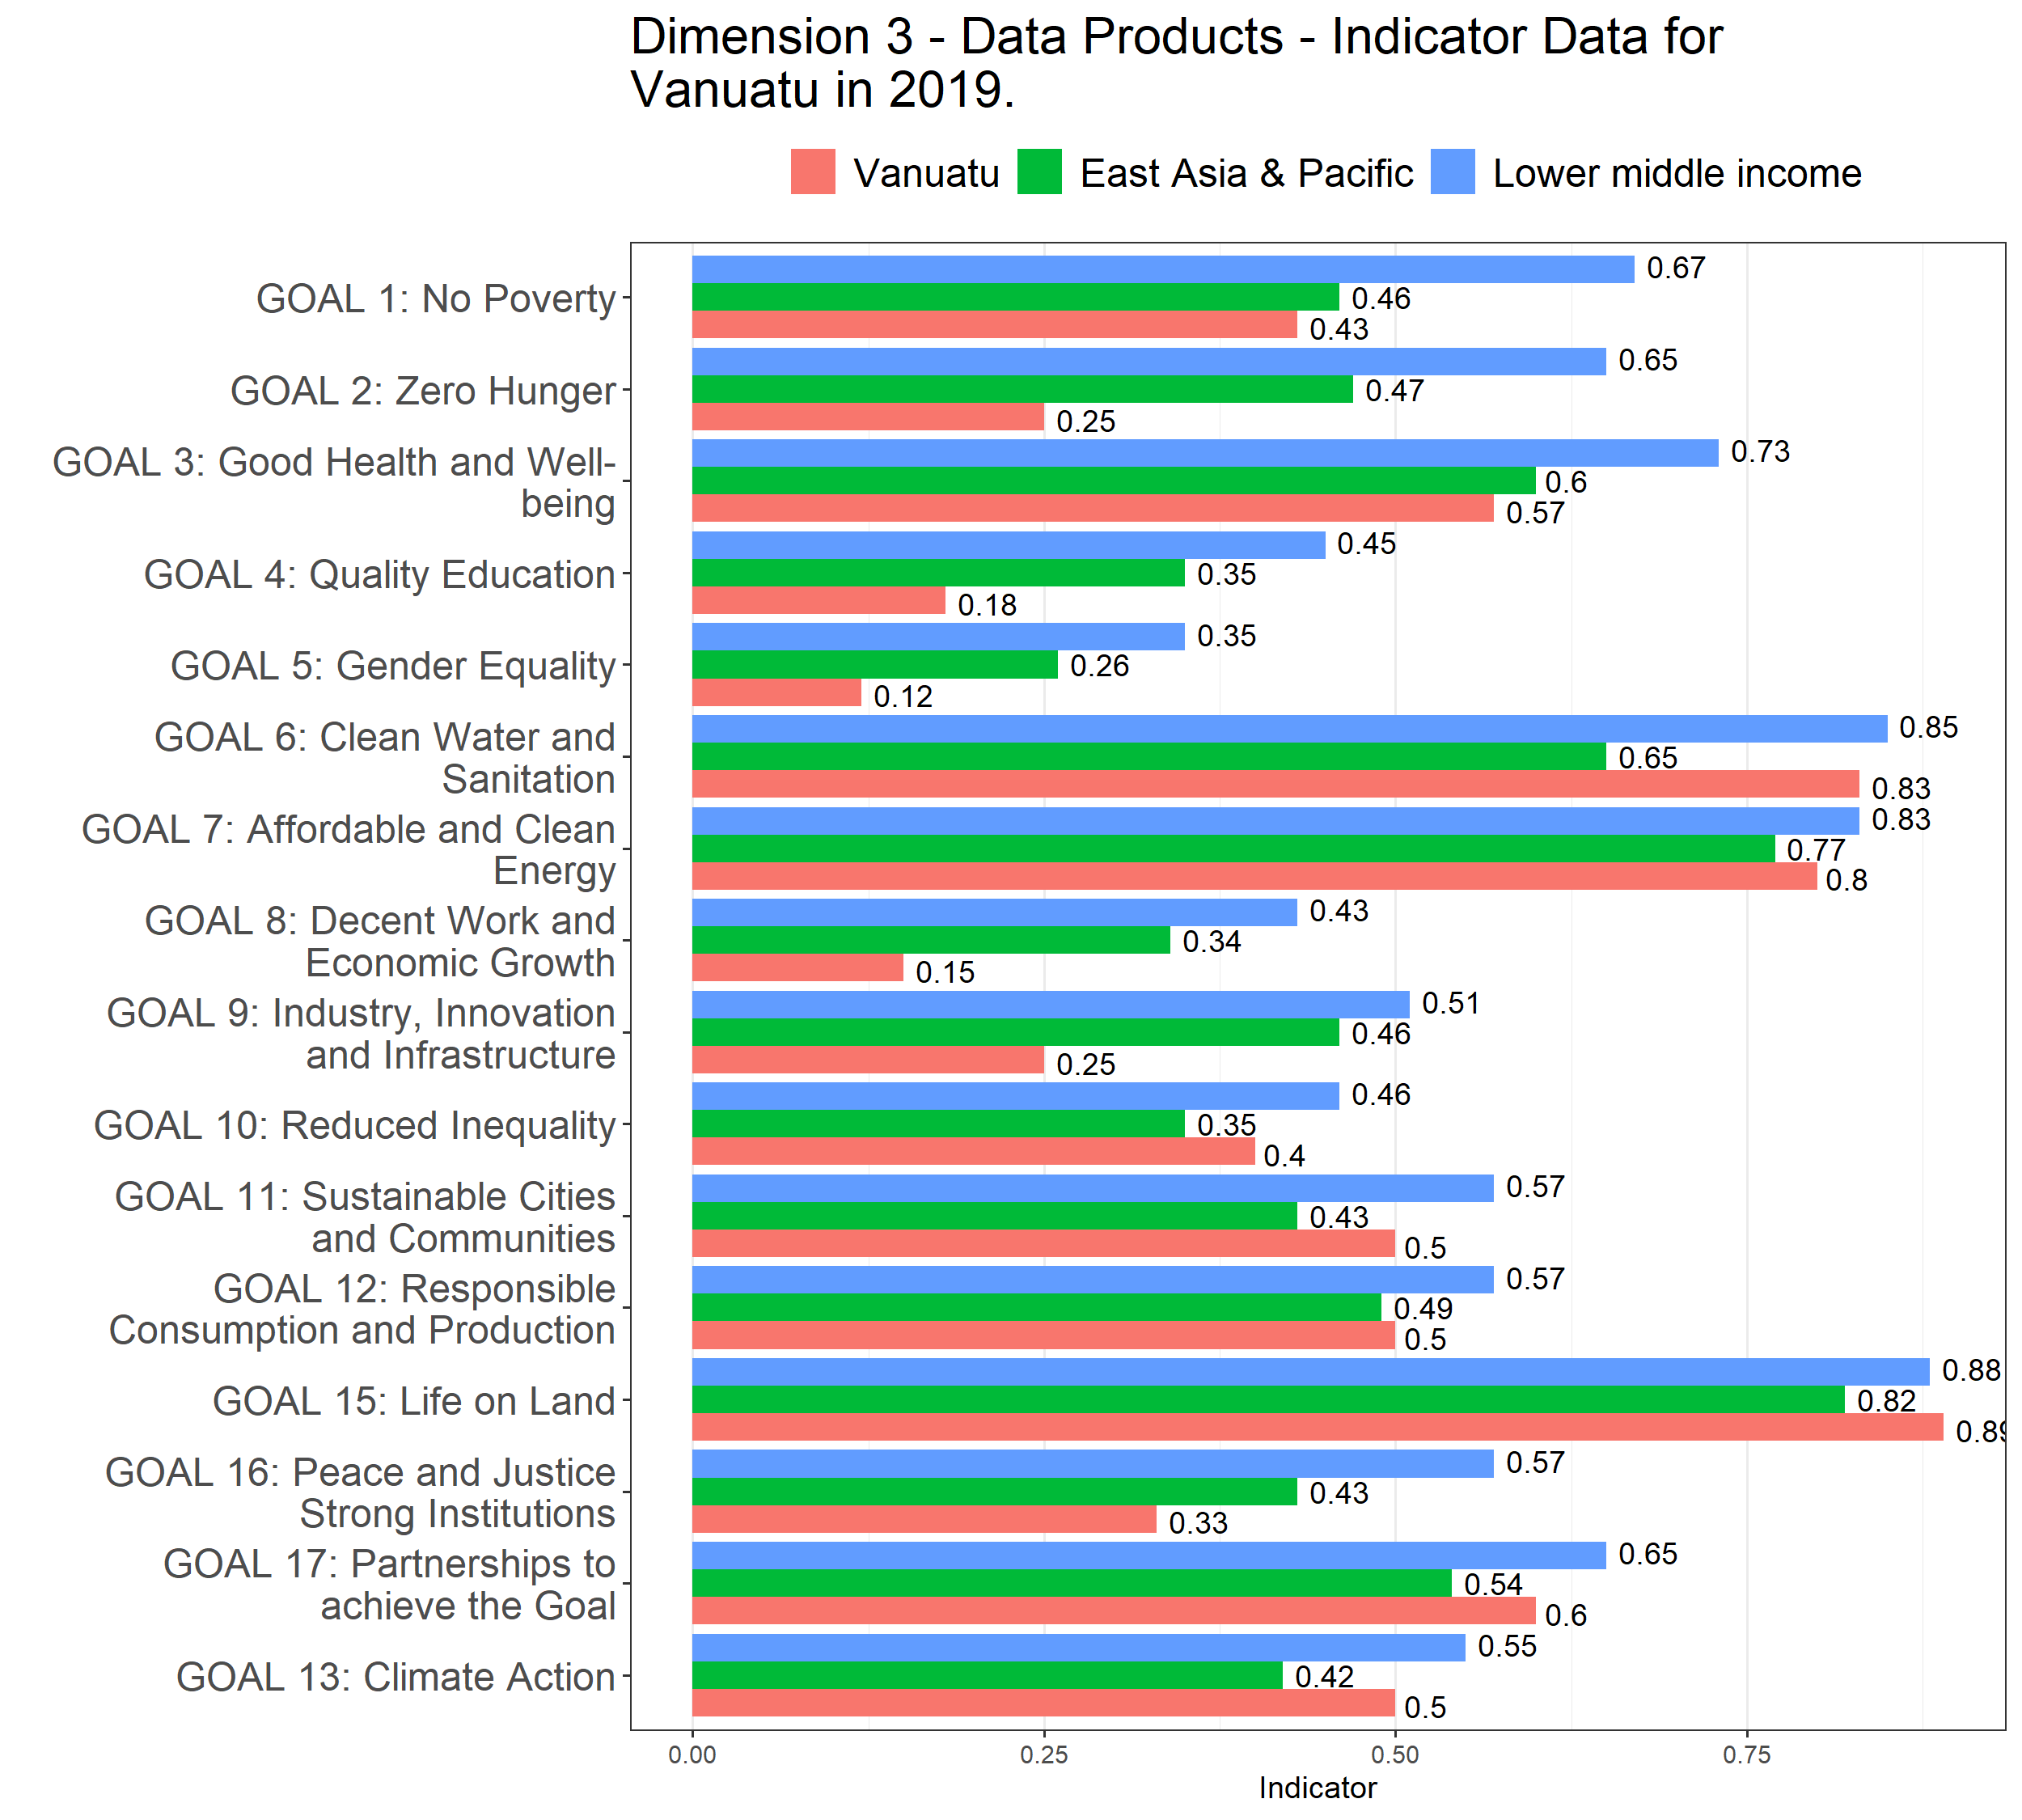 Dimension 3 - Data Products - Indicator Data for
Vanuatu in 2019.
Vanuatu East Asia & Pacific Lower middle income
GOAL 1: No Poverty
0.67
0.46
0.43
GOAL 2: Zero Hunger
0.65
0.47
0.25
GOAL 3: Good Health and Well-
being
0.73
0.6
0.57
GOAL 4: Quality Education
0.45
0.35
0.18
GOAL 5: Gender Equality
0.35
0.26
0.12
GOAL 6: Clean Water and
Sanitation
0.85
0.65
0.83
GOAL 7: Affordable and Clean
Energy
0.83
0.77
0.8
GOAL 8: Decent Work and
Economic Growth
0.43
0.34
0.15
GOAL 9: Industry, Innovation
and Infrastructure
0.51
0.46
0.25
GOAL 10: Reduced Inequality
0.46
0.35
0.4
GOAL 11: Sustainable Cities
and Communities
0.57
0.43
0.5
GOAL 12: Responsible
Consumption and Production
0.57
0.49
0.5
GOAL 15: Life on Land
0.88
0.82
0.89
GOAL 16: Peace and Justice
Strong Institutions
0.57
0.43
0.33
GOAL 17: Partnerships to
achieve the Goal
0.65
0.54
0.6
GOAL 13: Climate Action
0.55
0.42
0.5
0.00 0.25 0.50 0.75
Indicator